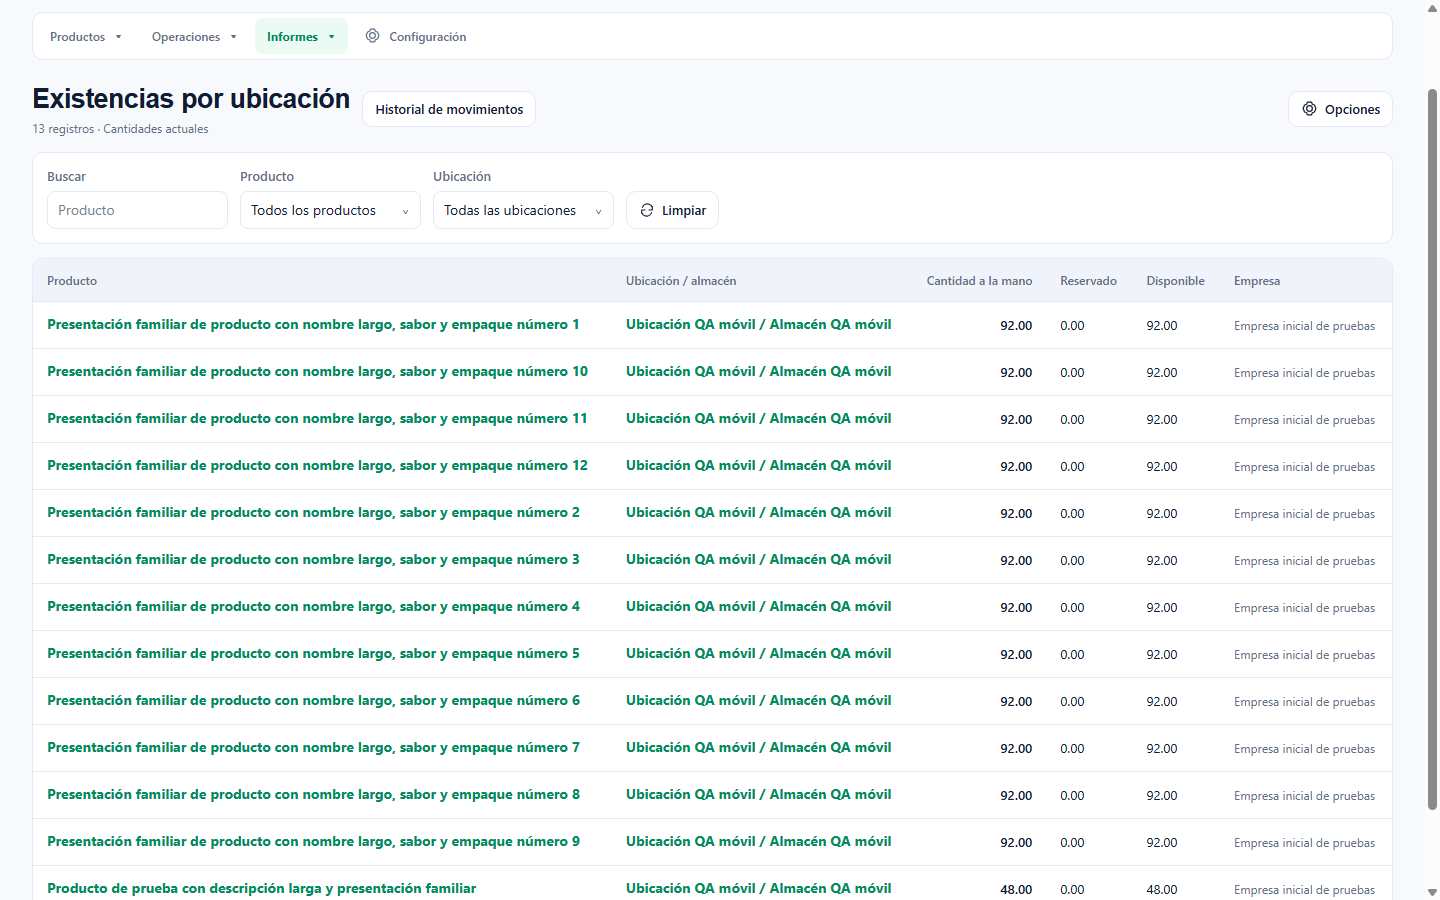 Productos Operaciones Informes Configuración
Existencias por ubicación Historial de movimientos Opciones
13 registros · Cantidades actuales
Buscar Producto Ubicación
Producto Todos los productos Todas las ubicaciones Limpiar
Producto Ubicación / almacén Cantidad a la mano Reservado Disponible Empresa
Presentación familiar de producto con nombre largo, sabor y empaque número 1 Ubicación QA móvil / Almacén QA móvil 92.00 0.00 92.00 Empresa inicial de pruebas
Presentación familiar de producto con nombre largo, sabor y empaque número 10 Ubicación QA móvil / Almacén QA móvil 92.00 0.00 92.00 Empresa inicial de pruebas
Presentación familiar de producto con nombre largo, sabor y empaque número 11 Ubicación QA móvil / Almacén QA móvil 92.00 0.00 92.00 Empresa inicial de pruebas
Presentación familiar de producto con nombre largo, sabor y empaque número 12 Ubicación QA móvil / Almacén QA móvil 92.00 0.00 92.00 Empresa inicial de pruebas
Presentación familiar de producto con nombre largo, sabor y empaque número 2 Ubicación QA móvil / Almacén QA móvil 92.00 0.00 92.00 Empresa inicial de pruebas
Presentación familiar de producto con nombre largo, sabor y empaque número 3 Ubicación QA móvil / Almacén QA móvil 92.00 0.00 92.00 Empresa inicial de pruebas
Presentación familiar de producto con nombre largo, sabor y empaque número 4 Ubicación QA móvil / Almacén QA móvil 92.00 0.00 92.00 Empresa inicial de pruebas
Presentación familiar de producto con nombre largo, sabor y empaque número 5 Ubicación QA móvil / Almacén QA móvil 92.00 0.00 92.00 Empresa inicial de pruebas
Presentación familiar de producto con nombre largo, sabor y empaque número 6 Ubicación QA móvil / Almacén QA móvil 92.00 0.00 92.00 Empresa inicial de pruebas
Presentación familiar de producto con nombre largo, sabor y empaque número 7 Ubicación QA móvil / Almacén QA móvil 92.00 0.00 92.00 Empresa inicial de pruebas
Presentación familiar de producto con nombre largo, sabor y empaque número 8 Ubicación QA móvil / Almacén QA móvil 92.00 0.00 92.00 Empresa inicial de pruebas
Presentación familiar de producto con nombre largo, sabor y empaque número 9 Ubicación QA móvil / Almacén QA móvil 92.00 0.00 92.00 Empresa inicial de pruebas
Producto de prueba con descripción larga y presentación familiar Ubicación QA móvil / Almacén QA móvil 48.00 0.00 48.00 Empresa inicial de pruebas